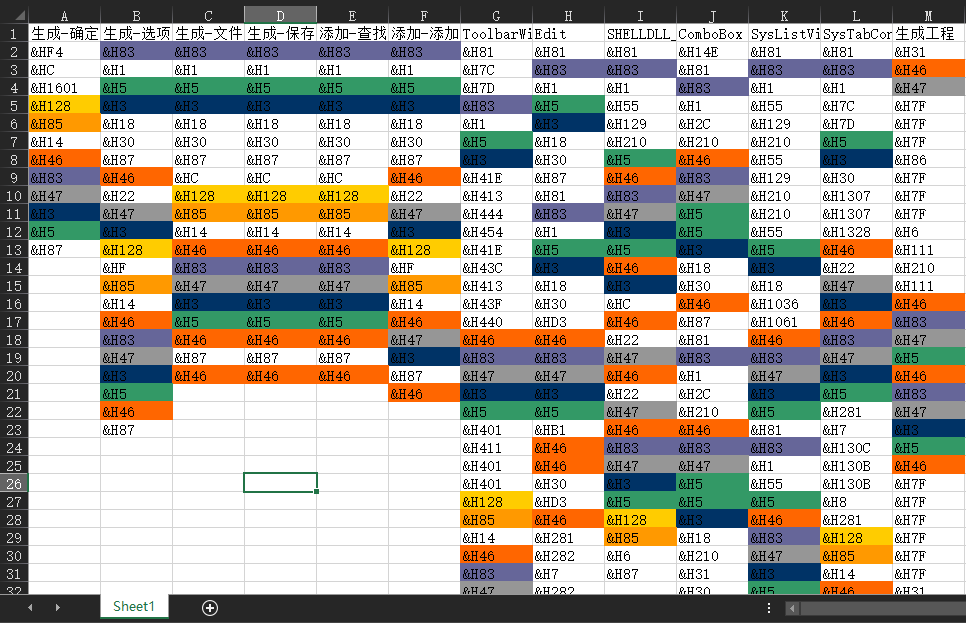 A B C D E F G H I J K L M
1 生成-确定 生成-选项 生成-文件 生成-保存 添加-查找 添加-添加 ToolbarWi Edit SHELLDLL_ ComboBox SysListVi SysTabCor 生成工程
2 &HF4 &H83 &H83 &H83 &H83 &H83 &H81 &H81 &H81 &H14E &H81 &H81 &H31
3 &HC &H1 &H1 &H1 &H1 &H1 &H7C &H83 &H83 &H81 &H83 &H83 &H46
4 &H1601 &H5 &H5 &H5 &H5 &H5 &H7D &H1 &H1 &H83 &H1 &H1 &H47
5 &H128 &H3 &H3 &H3 &H3 &H3 &H83 &H5 &H55 &H1 &H55 &H7C &H7F
6 &H85 &H18 &H18 &H18 &H18 &H18 &H1 &H3 &H129 &H2C &H129 &H7D &H7F
7 &H14 &H30 &H30 &H30 &H30 &H30 &H5 &H18 &H210 &H210 &H210 &H5 &H7F
8 &H46 &H87 &H87 &H87 &H87 &H87 &H3 &H30 &H5 &H46 &H55 &H3 &H86
9 &H83 &H46 &HC &HC &HC &H46 &H41E &H87 &H46 &H83 &H129 &H30 &H7F
10 &H47 &H22 &H128 &H128 &H128 &H22 &H413 &H81 &H83 &H47 &H210 &H1307 &H7F
11 &H3 &H47 &H85 &H85 &H85 &H47 &H444 &H83 &H47 &H5 &H210 &H1307 &H7F
12 &H5 &H3 &H14 &H14 &H14 &H3 &H454 &H1 &H3 &H5 &H55 &H1328 &H6
13 &H87 &H128 &H46 &H46 &H46 &H128 &H41E &H5 &H5 &H3 &H5 &H46 &H111
14 &HF &H83 &H83 &H83 &HF &H43C &H3 &H46 &H18 &H3 &H22 &H210
15 &H85 &H47 &H47 &H47 &H85 &H413 &H18 &H3 &H30 &H18 &H47 &H111
16 &H14 &H3 &H3 &H3 &H14 &H43F &H30 &HC &H46 &H1036 &H3 &H46
17 &H46 &H5 &H5 &H5 &H46 &H440 &HD3 &H46 &H87 &H1061 &H46 &H83
18 &H83 &H46 &H46 &H46 &H47 &H46 &H46 &H22 &H81 &H46 &H83 &H47
19 &H47 &H87 &H87 &H87 &H3 &H83 &H83 &H47 &H83 &H83 &H47 &H5
20 &H3 &H46 &H46 &H46 &H87 &H47 &H47 &H46 &H1 &H47 &H3 &H46
21 &H5 &H46 &H3 &H3 &H22 &H2C &H3 &H5 &H83
22 &H46 &H5 &H5 &H47 &H210 &H5 &H281 &H47
23 &H87 &H401 &HB1 &H46 &H46 &H81 &H7 &H3
24 &H411 &H46 &H83 &H83 &H83 &H130C &H5
25 &H401 &H46 &H47 &H47 &H1 &H130B &H46
26 &H401 &H30 &H3 &H5 &H55 &H130B &H7F
27 &H128 &HD3 &H5 &H5 &H5 &H8 &H7F
28 &H85 &H46 &H128 &H3 &H46 &H281 &H7F
29 &H14 &H281 &H85 &H18 &H83 &H128 &H7F
30 &H46 &H282 &H6 &H210 &H47 &H85 &H7F
31 &H83 &H7 &H87 &H31 &H3 &H14 &H7F
32 &H47 &H282 &H30 &H5 &H46 &H31
Sheet1